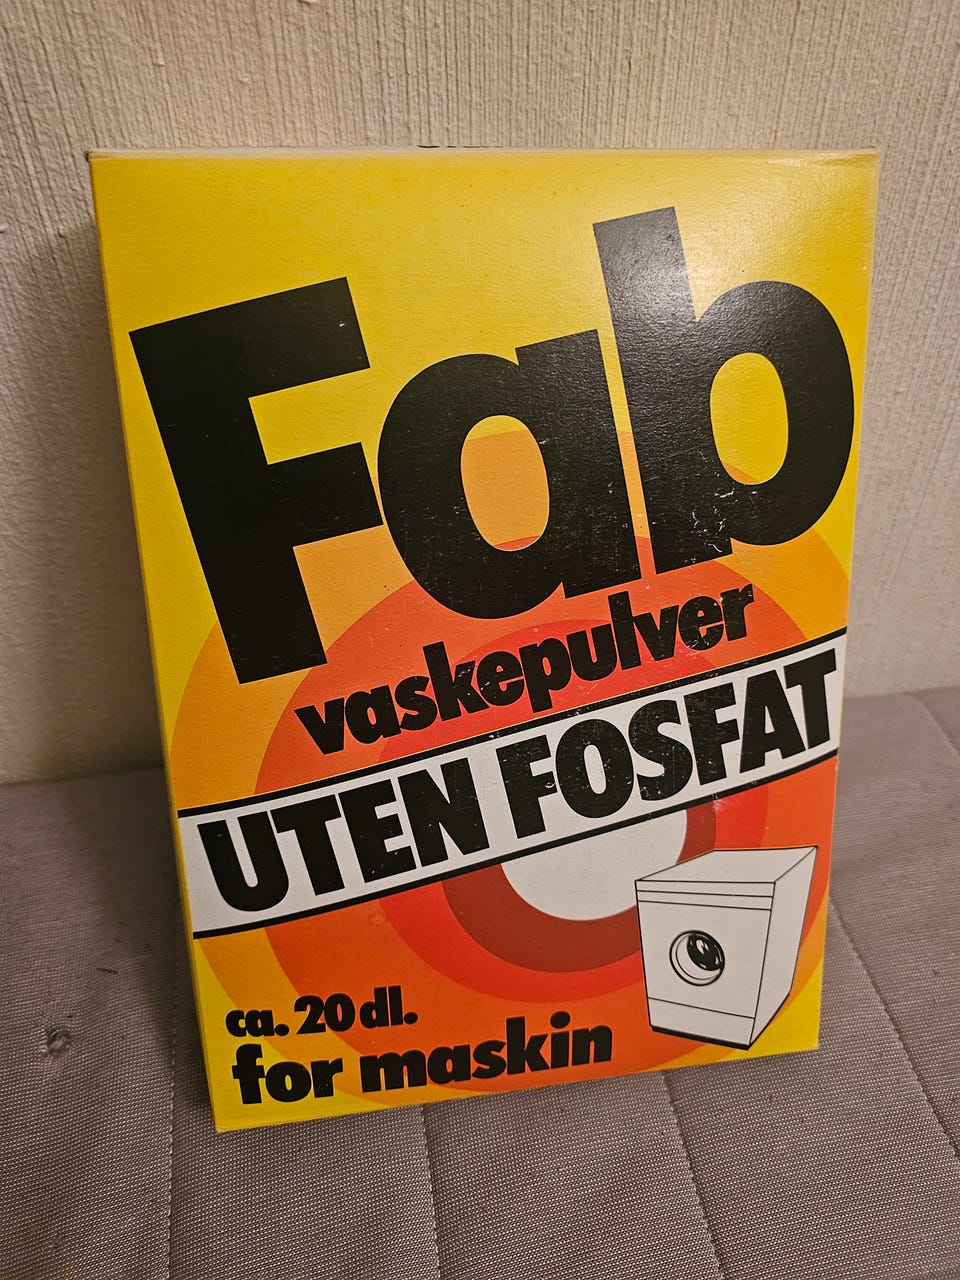 Fab
vaskepulver
UTEN FOSFAT
ca. 20 dl.
for maskin